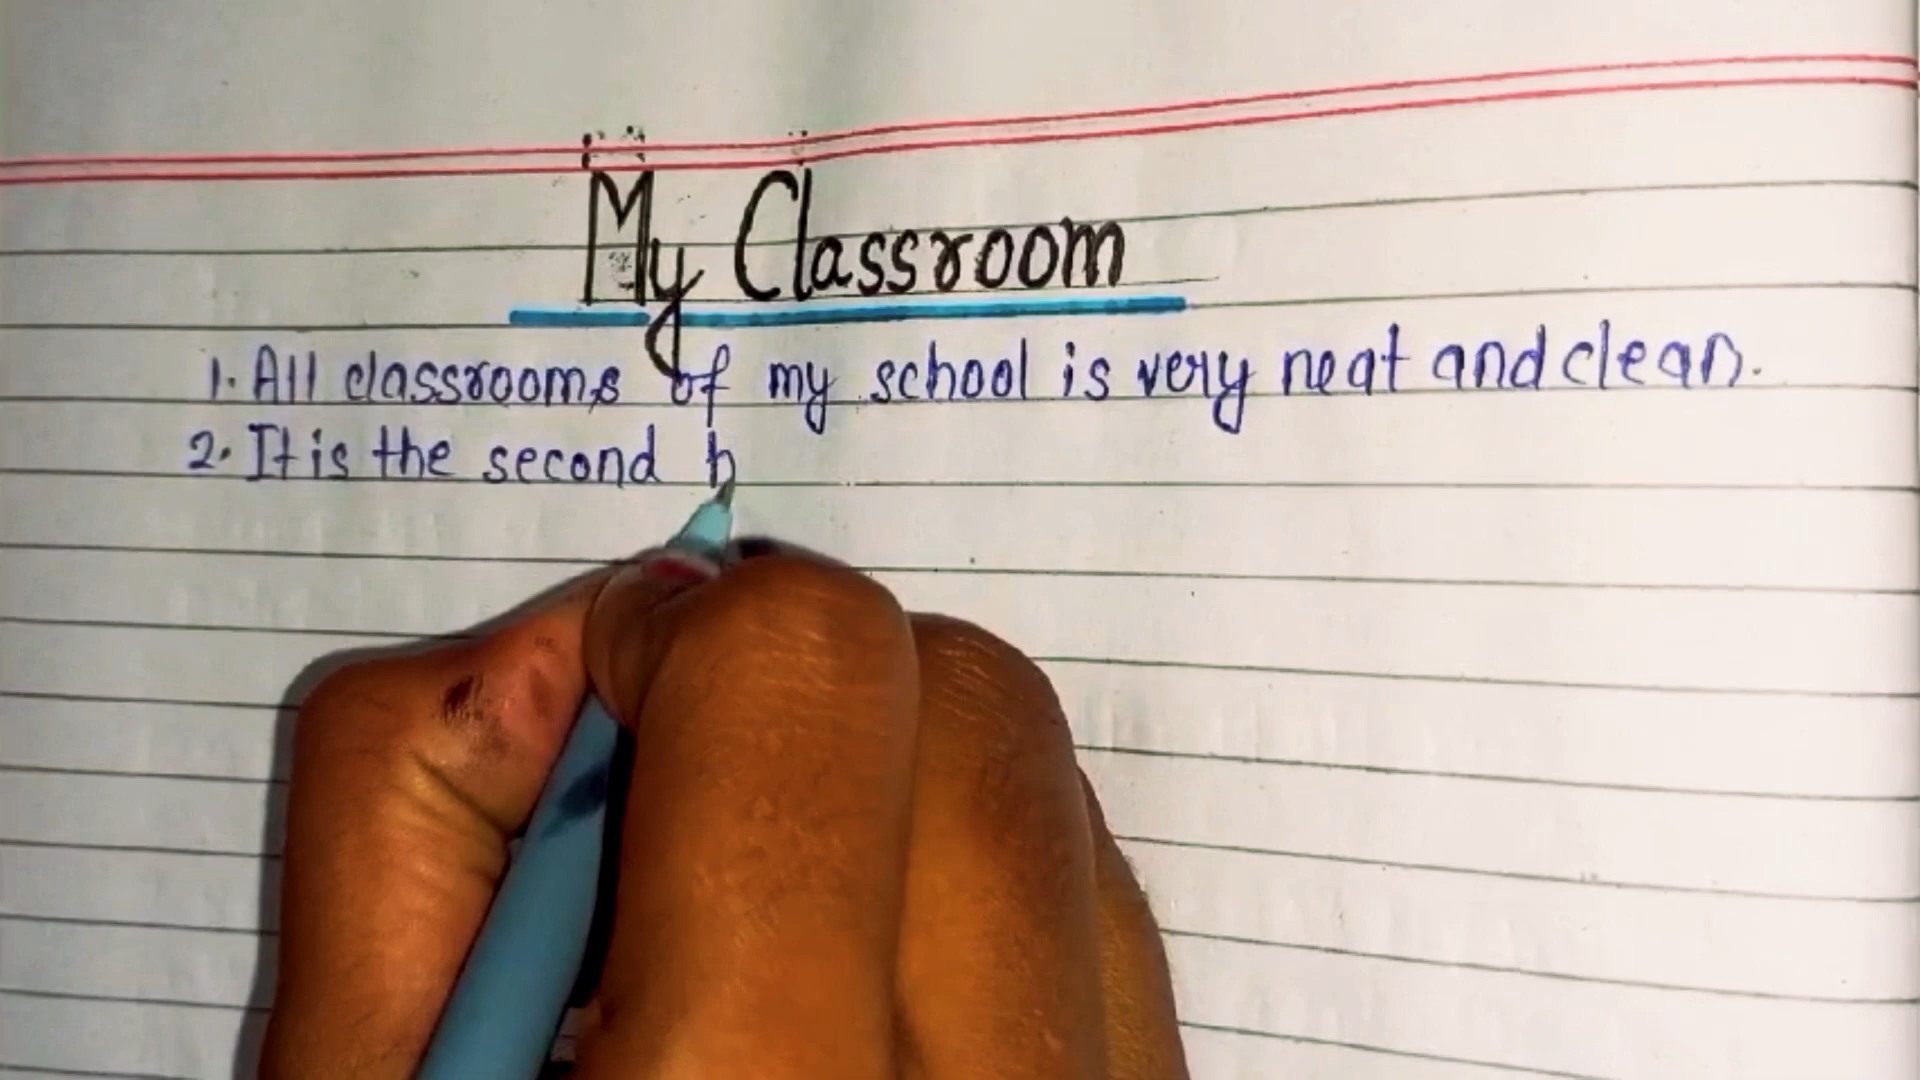 My Classroom
1. All classrooms of my school is very neat and clean.
2. It is the second h